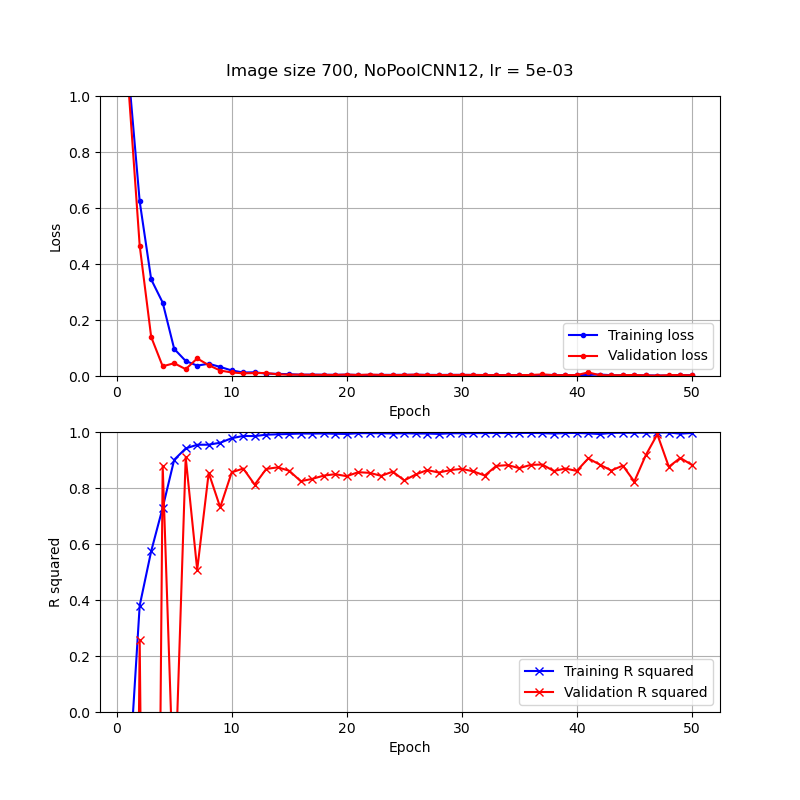 Image size 700, NoPoolCNN12, lr = 5e-03
1.0
0.8
0.6
0.4
0.2
0.0
Loss
Training loss
Validation loss
0 10 20 30 40 50
Epoch
1.0
0.8
0.6
0.4
0.2
0.0
R squared
Training R squared
Validation R squared
0 10 20 30 40 50
Epoch